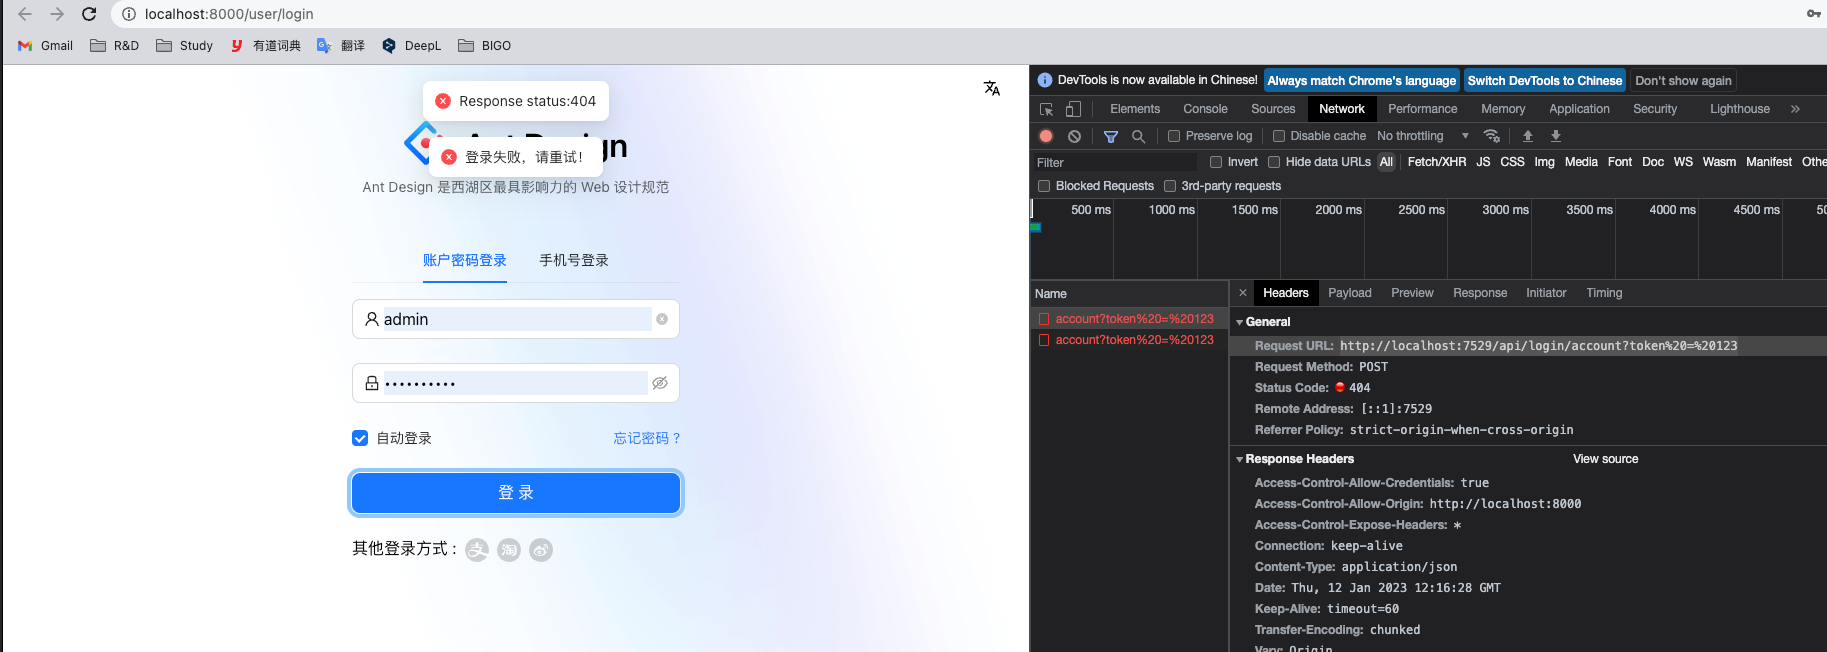 localhost:8000/user/login
Gmail R&D Study 有道词典 翻译 DeepL BIGO
Response status:404
Design
登录失败，请重试！
Ant Design 是西湖区最具影响力的 Web 设计规范
账户密码登录 手机号登录
admin
自动登录 忘记密码 ?
登 录
其他登录方式 :
支 淘
DevTools is now available in Chinese! Always match Chrome's language Switch DevTools to Chinese Don't show again
Elements Console Sources Network Performance Memory Application Security Lighthouse »
Preserve log Disable cache No throttling
Filter Invert Hide data URLs All Fetch/XHR JS CSS Img Media Font Doc WS Wasm Manifest Othe
Blocked Requests 3rd-party requests
500 ms 1000 ms 1500 ms 2000 ms 2500 ms 3000 ms 3500 ms 4000 ms 4500 ms 50
Name
account?token%20=%20123
account?token%20=%20123
× Headers Payload Preview Response Initiator Timing
General
Request URL: http://localhost:7529/api/login/account?token%20=%20123
Request Method: POST
Status Code: 404
Remote Address: [::1]:7529
Referrer Policy: strict-origin-when-cross-origin
Response Headers View source
Access-Control-Allow-Credentials: true
Access-Control-Allow-Origin: http://localhost:8000
Access-Control-Expose-Headers: *
Connection: keep-alive
Content-Type: application/json
Date: Thu, 12 Jan 2023 12:16:28 GMT
Keep-Alive: timeout=60
Transfer-Encoding: chunked
Vary: Origin